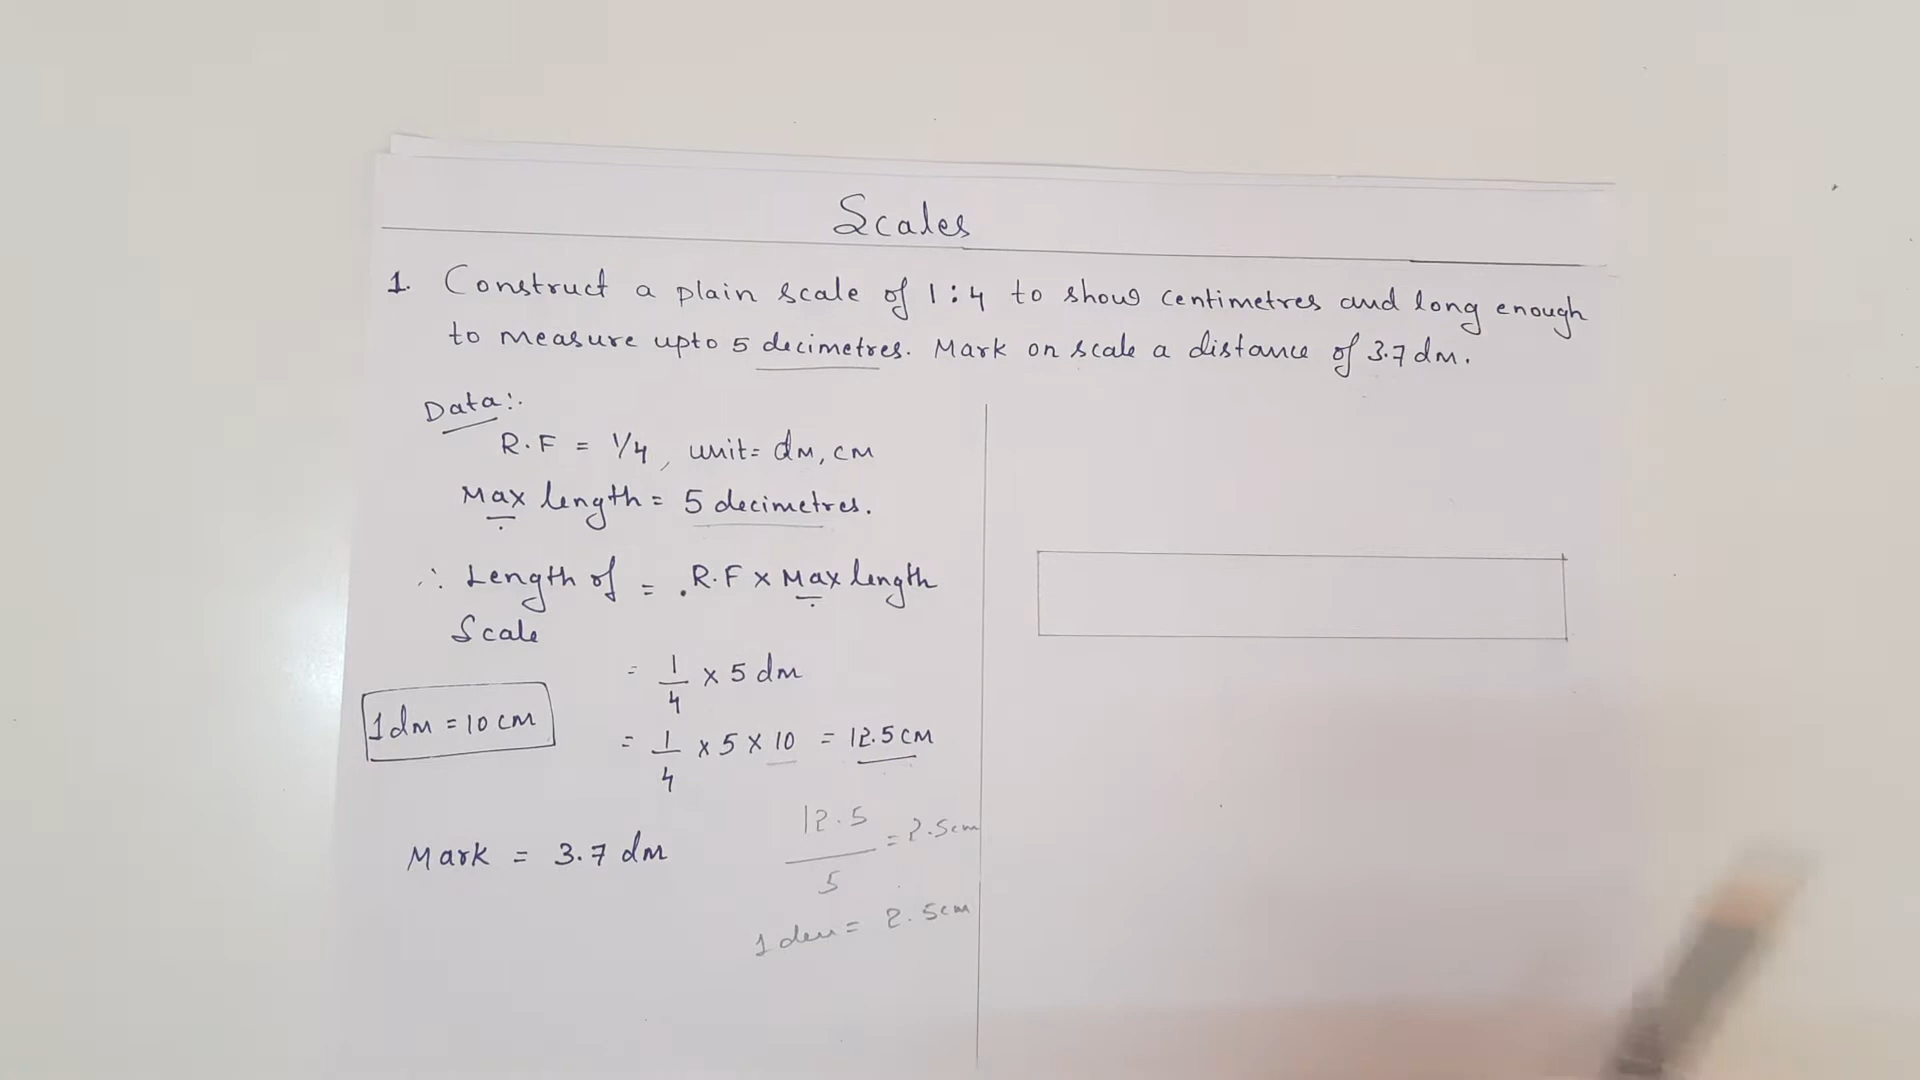 Scales
1. Construct a plain scale of 1:4 to show centimetres and long enough
to measure upto 5 decimetres. Mark on scale a distance of 3.7 dm.
Data:.
R.F = 1/4, unit= dm, cm
Max length = 5 decimetres.
∴ Length of = R.F x Max length
Scale
= 1/4 x 5 dm
1 dm = 10 cm
= 1/4 x 5 x 10 = 12.5 cm
12.5/5 = 2.5cm
Mark = 3.7 dm
1 dm = 2.5cm